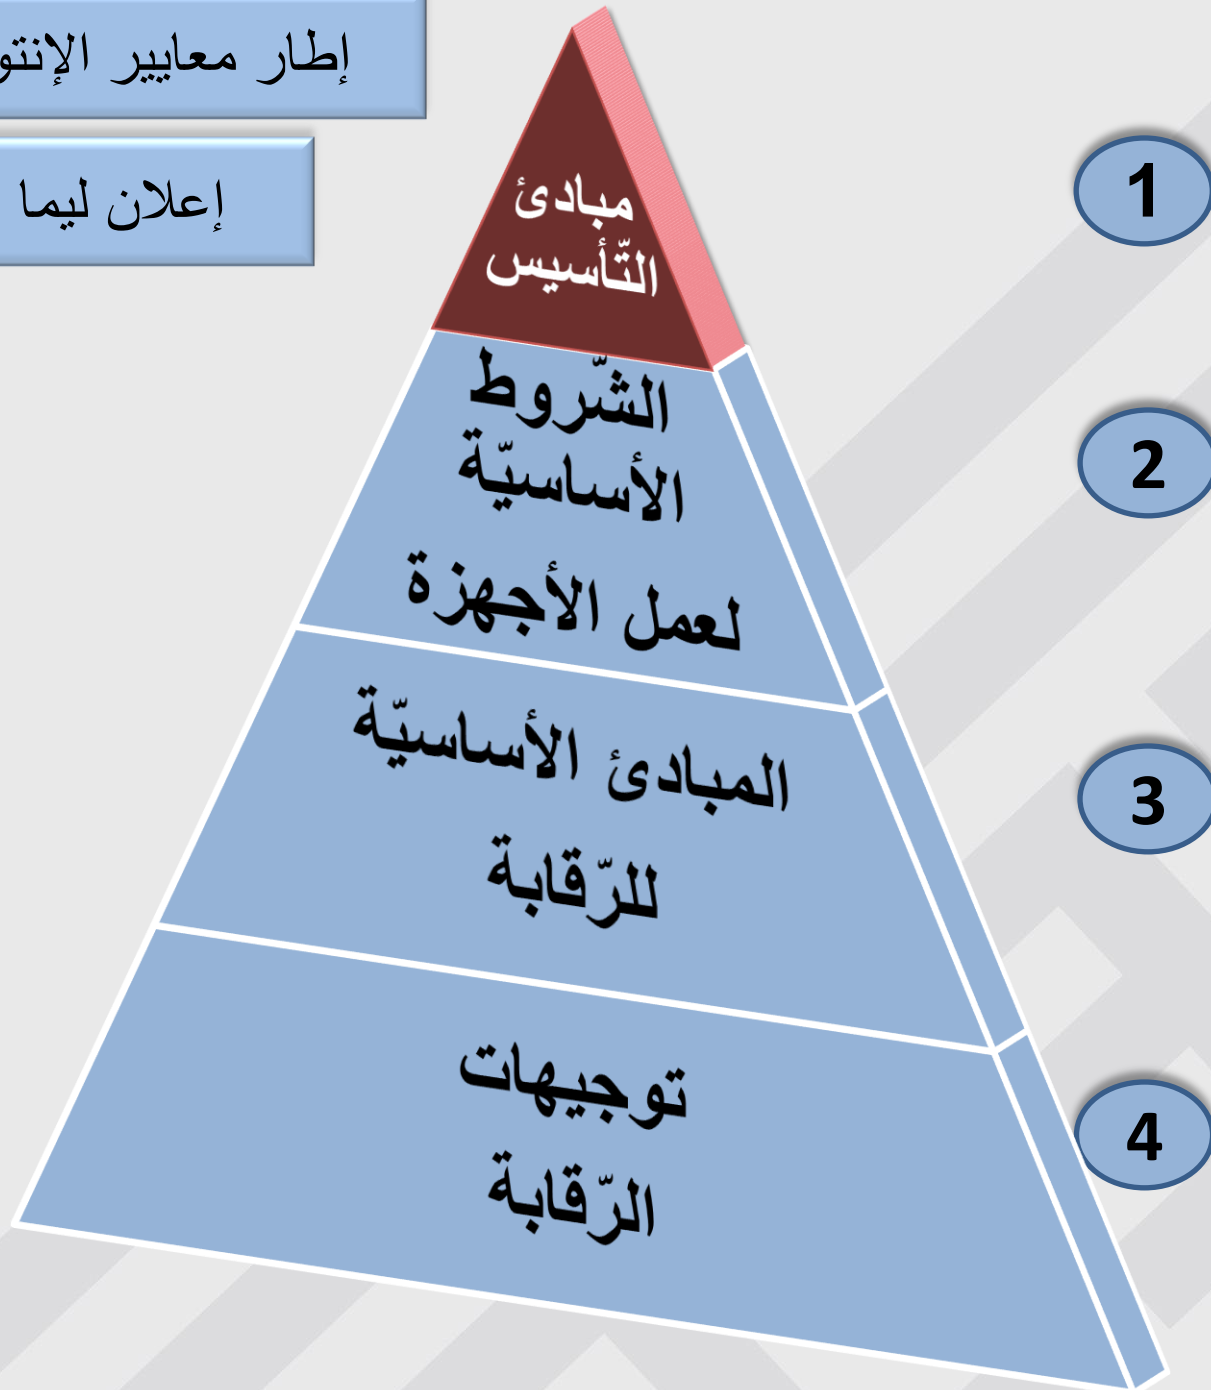 إطار معايير
إعلان ليما
مبادئ
التّأسيس
1
الشّروط
الأساسيّة
لعمل الأجهزة
2
المبادئ الأساسيّة
للرّقابة
3
توجيهات
الرّقابة
4